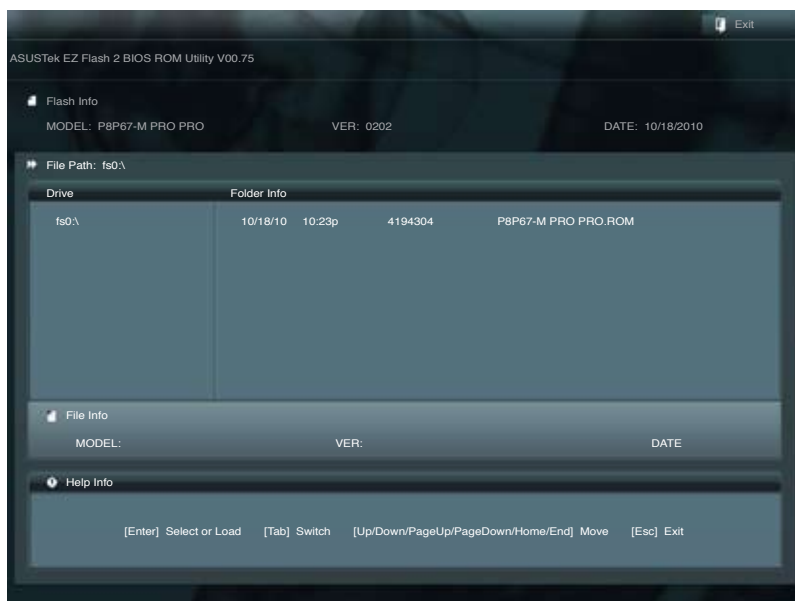 Exit
ASUSTek EZ Flash 2 BIOS ROM Utility V00.75
Flash Info
MODEL: P8P67-M PRO PRO VER: 0202 DATE: 10/18/2010
File Path: fs0:\
Drive Folder Info
fs0:\ 10/18/10 10:23p 4194304 P8P67-M PRO PRO.ROM
File Info
MODEL: VER: DATE
Help Info
[Enter] Select or Load [Tab] Switch [Up/Down/PageUp/PageDown/Home/End] Move [Esc] Exit